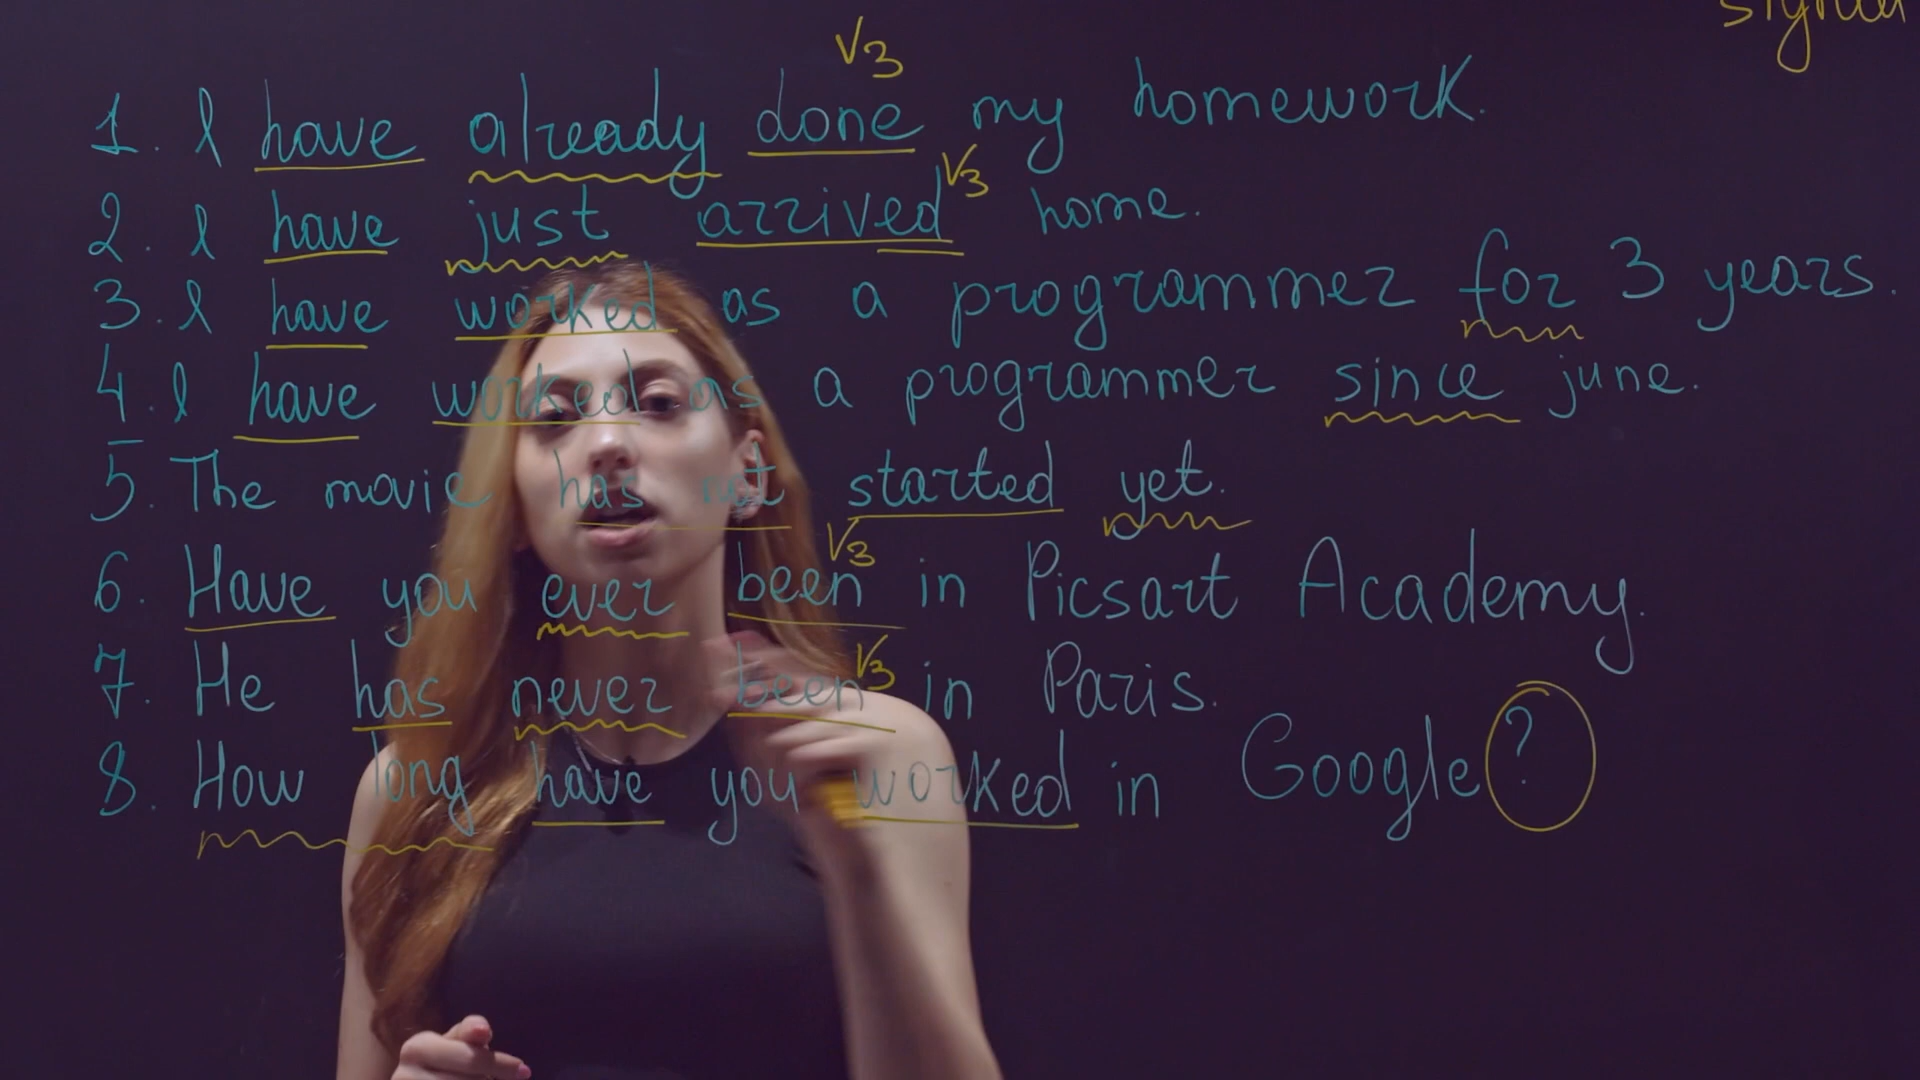 signal
V3
1. I have already done my homework.
V3
2. I have just arrived home.
3. I have worked as a programmer for 3 years.
4. I have worked as a programmer since june.
5. The movie has not started yet.
V3
6. Have you ever been in Picsart Academy.
V3
7. He has never been in Paris.
8. How long have you worked in Google?